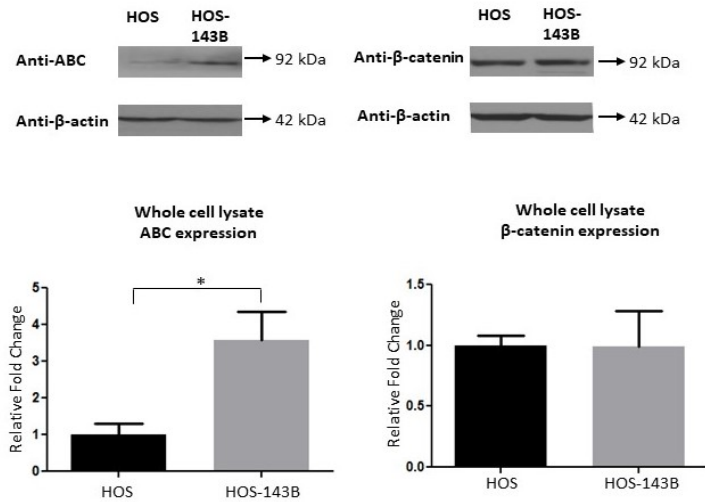 HOS HOS-
143B
Anti-ABC 92 kDa
Anti-β-actin 42 kDa
HOS HOS-
143B
Anti-β-catenin 92 kDa
Anti-β-actin 42 kDa
Whole cell lysate
ABC expression
Relative Fold Change
5
4
3
2
1
0
*
HOS HOS-143B
Whole cell lysate
β-catenin expression
Relative Fold Change
1.5
1.0
0.5
0.0
HOS HOS-143B